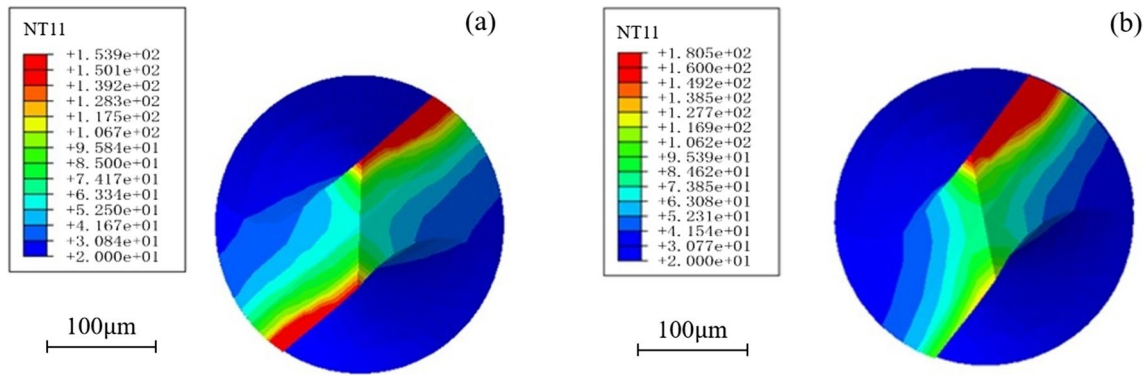 (a)
NT11
+1.539e+02
+1.501e+02
+1.392e+02
+1.283e+02
+1.175e+02
+1.067e+02
+9.584e+01
+8.500e+01
+7.417e+01
+6.334e+01
+5.250e+01
+4.167e+01
+3.084e+01
+2.000e+01
100μm
(b)
NT11
+1.805e+02
+1.600e+02
+1.492e+02
+1.385e+02
+1.277e+02
+1.169e+02
+1.062e+02
+9.539e+01
+8.462e+01
+7.385e+01
+6.308e+01
+5.231e+01
+4.154e+01
+3.077e+01
+2.000e+01
100μm